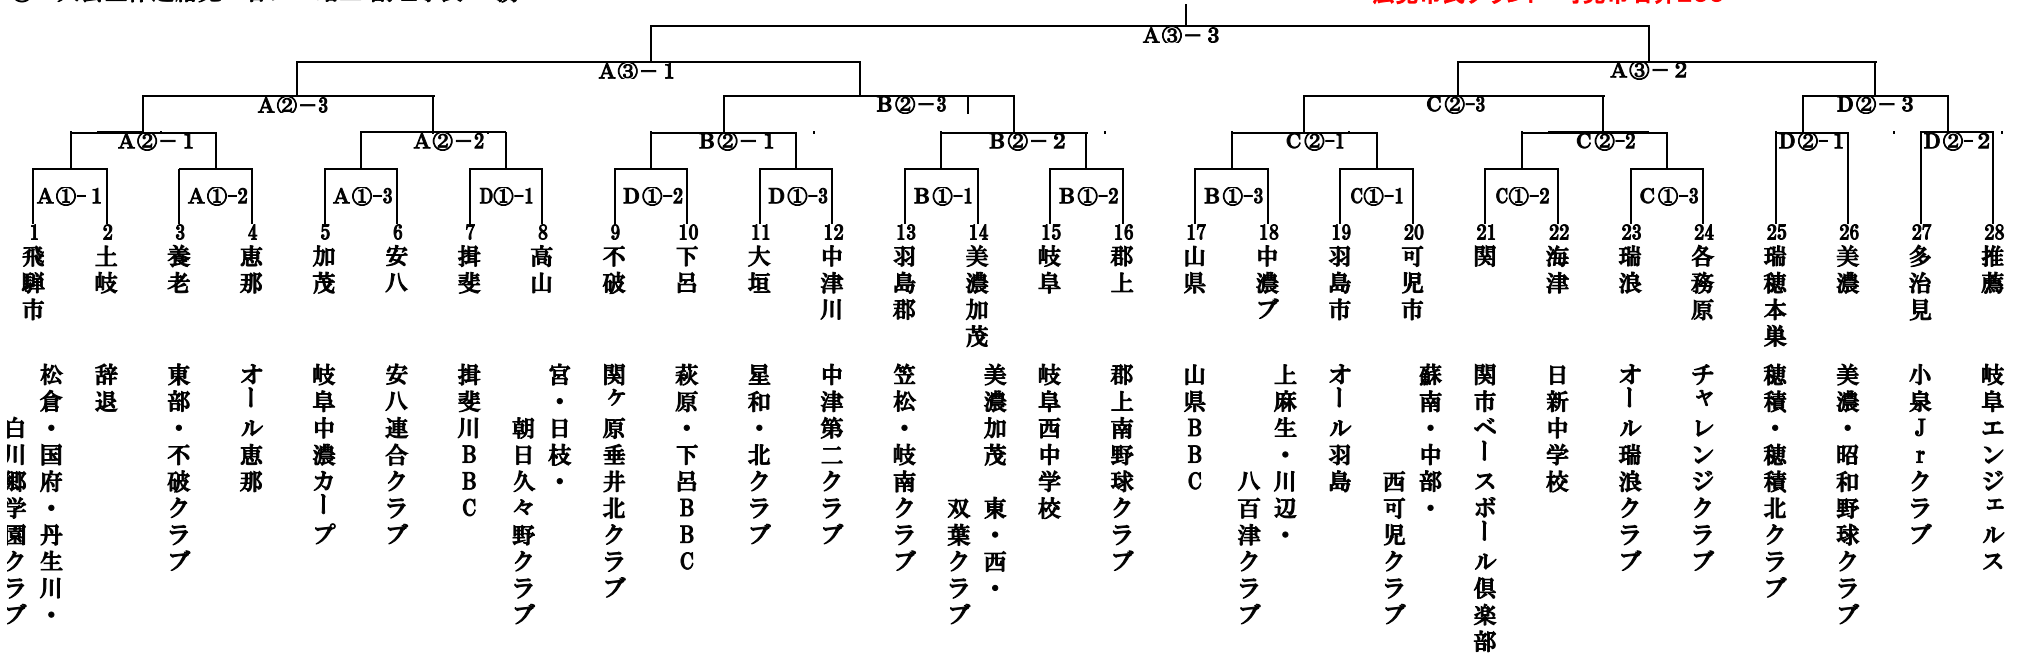 A③－3
A③－1
A③－2
A②－3
B②－3
C②-3
D②－3
A②－1
A②－2
B②－1
B②－2
C②-1
C②-2
D②－1
D②－2
A①-1
A①-2
A①-3
D①-1
D①-2
D①-3
B①-1
B①-2
B①-3
C①-1
C①-2
C①-3
1
2
3
4
5
6
7
8
9
10
11
12
13
14
15
16
17
18
19
20
21
22
23
24
25
26
27
28
飛騨市
土岐
養老
恵那
加茂
安八
揖斐
高山
不破
下呂
大垣
中津川
羽島郡
美濃加茂
岐阜
郡上
山県
中濃ブ
羽島市
可児市
関
海津
瑞浪
各務原
瑞穂本巣
美濃
多治見
推薦
松倉・国府・丹生川・
白川郷学園クラブ
辞退
東部・不破クラブ
オール恵那
岐阜中濃カープ
安八連合クラブ
揖斐川BBC
宮・日枝・
朝日久々野クラブ
関ケ原垂井北クラブ
萩原・下呂BBC
星和・北クラブ
中津第二クラブ
笠松・岐南クラブ
美濃加茂　東・西・
双葉クラブ
岐阜西中学校
郡上南野球クラブ
山県BBC
上麻生・川辺・
八百津クラブ
オール羽島
蘇南・中部・
西可児クラブ
関市ベースボール倶楽部
日新中学校
オール瑞浪クラブ
チャレンジクラブ
穂積・穂積北クラブ
美濃・昭和野球クラブ
小泉Jrクラブ
岐阜エンジェルス